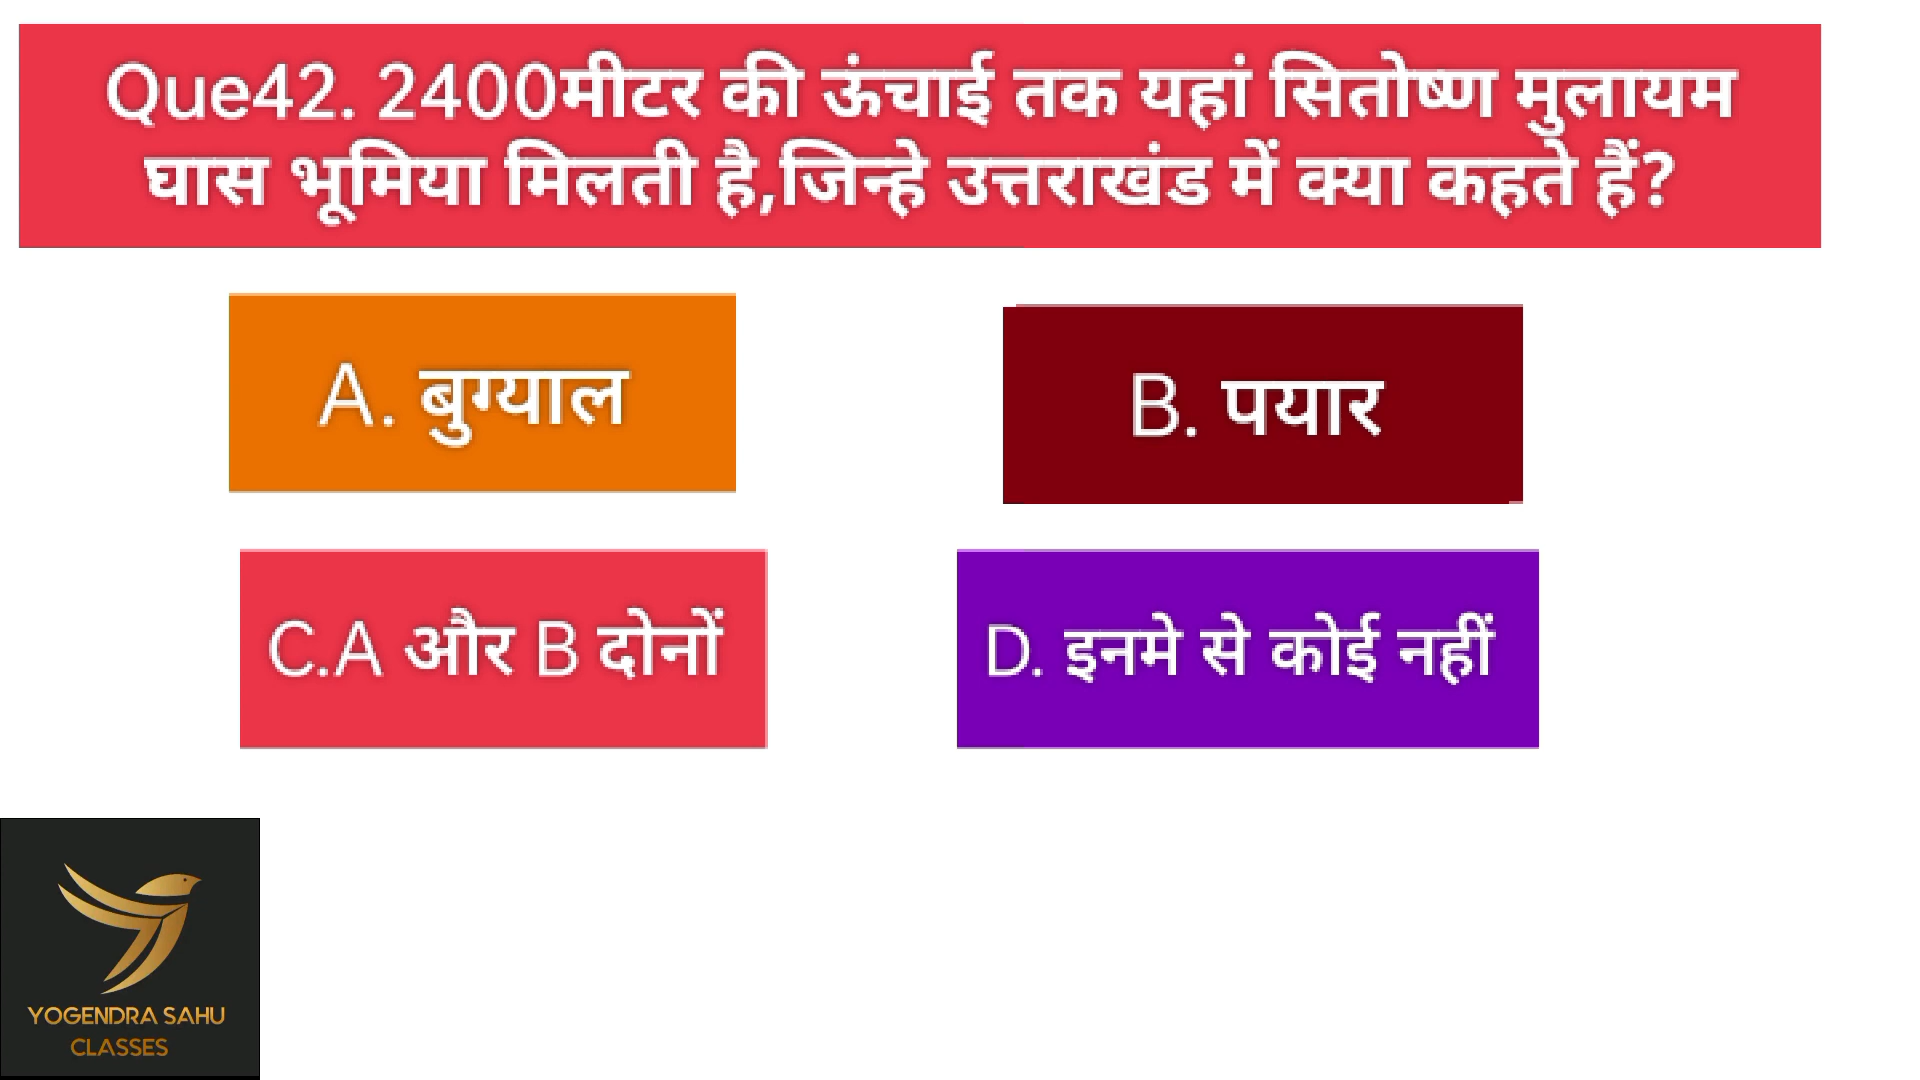 Que42. 2400मीटर की ऊंचाई तक यहां सितोष्ण मुलायम
घास भूमिया मिलती है,जिन्हे उत्तराखंड में क्या कहते हैं?
A. बुग्याल
B. पयार
C.A और B दोनों
D. इनमे से कोई नहीं
YOGENDRA SAHU
CLASSES